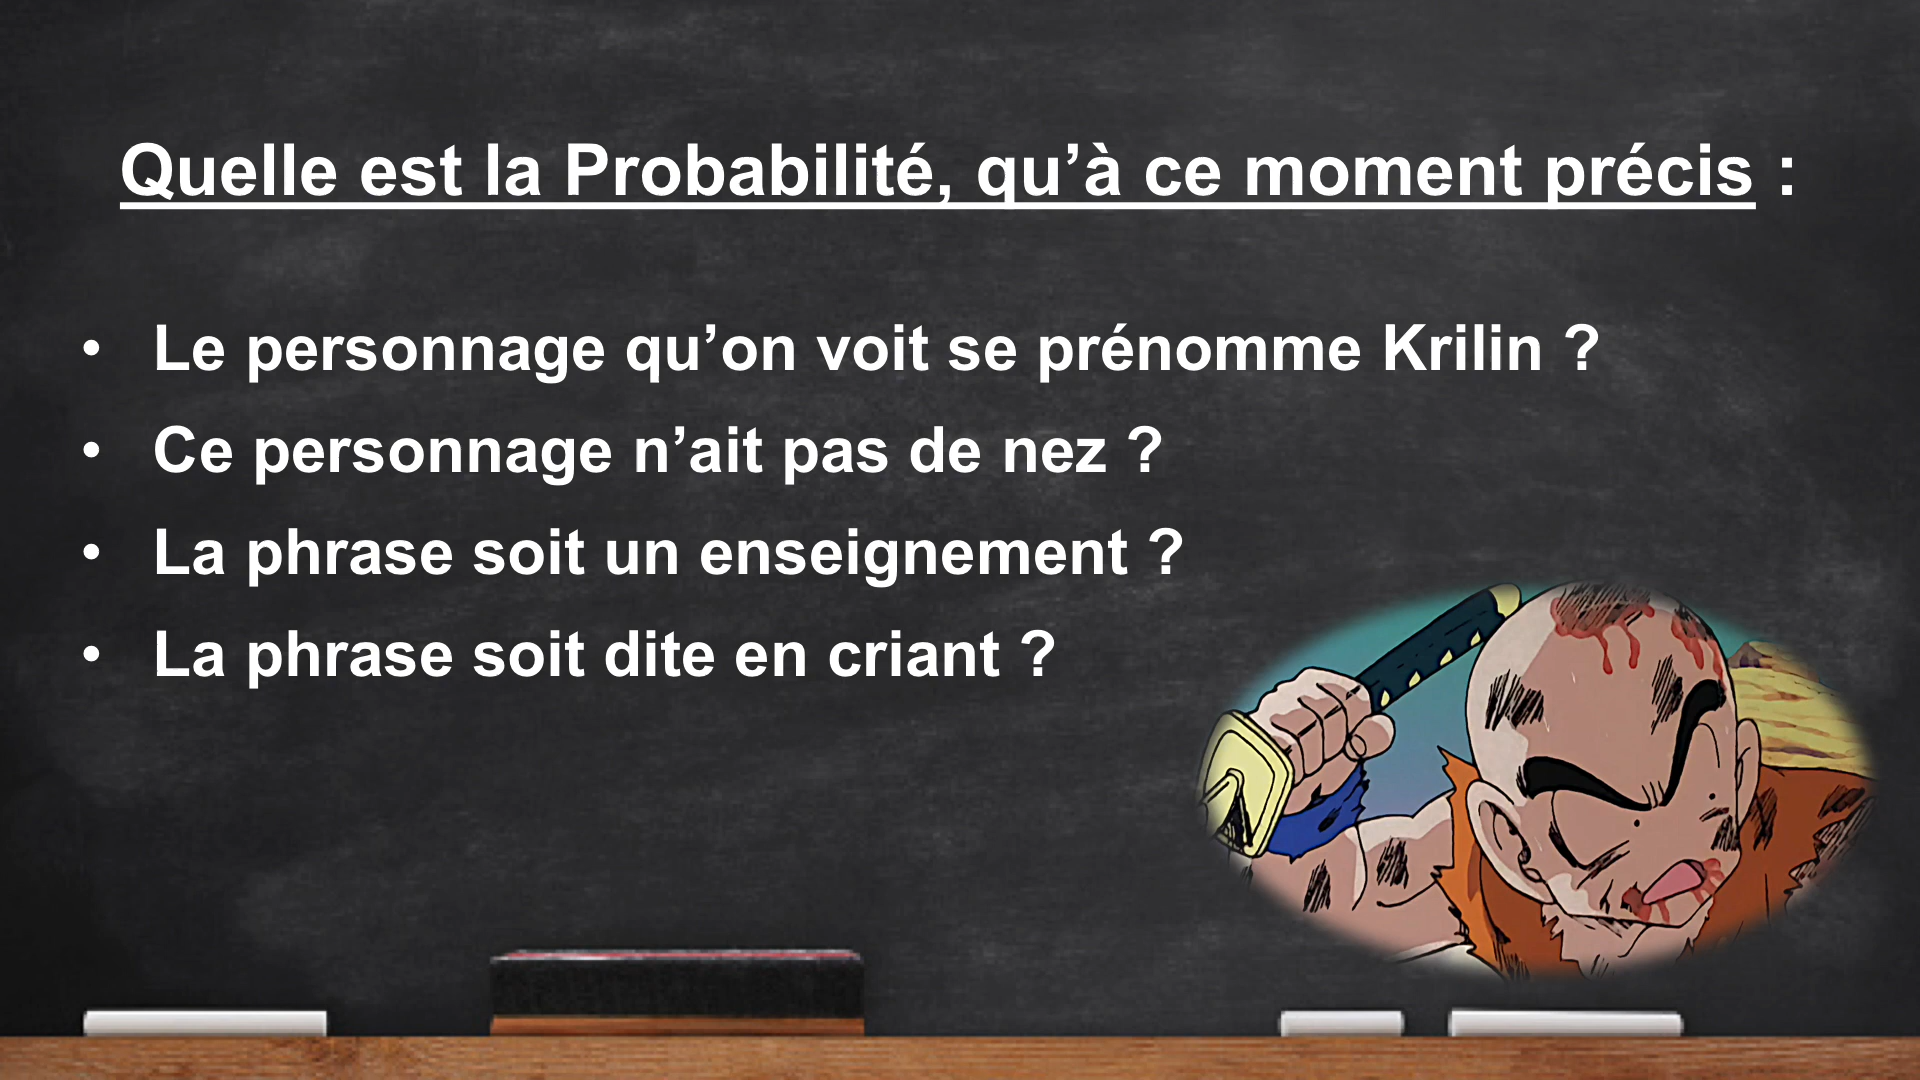 Quelle est la Probabilité, qu’à ce moment précis :
• Le personnage qu’on voit se prénomme Krilin ?
• Ce personnage n’ait pas de nez ?
• La phrase soit un enseignement ?
• La phrase soit dite en criant ?